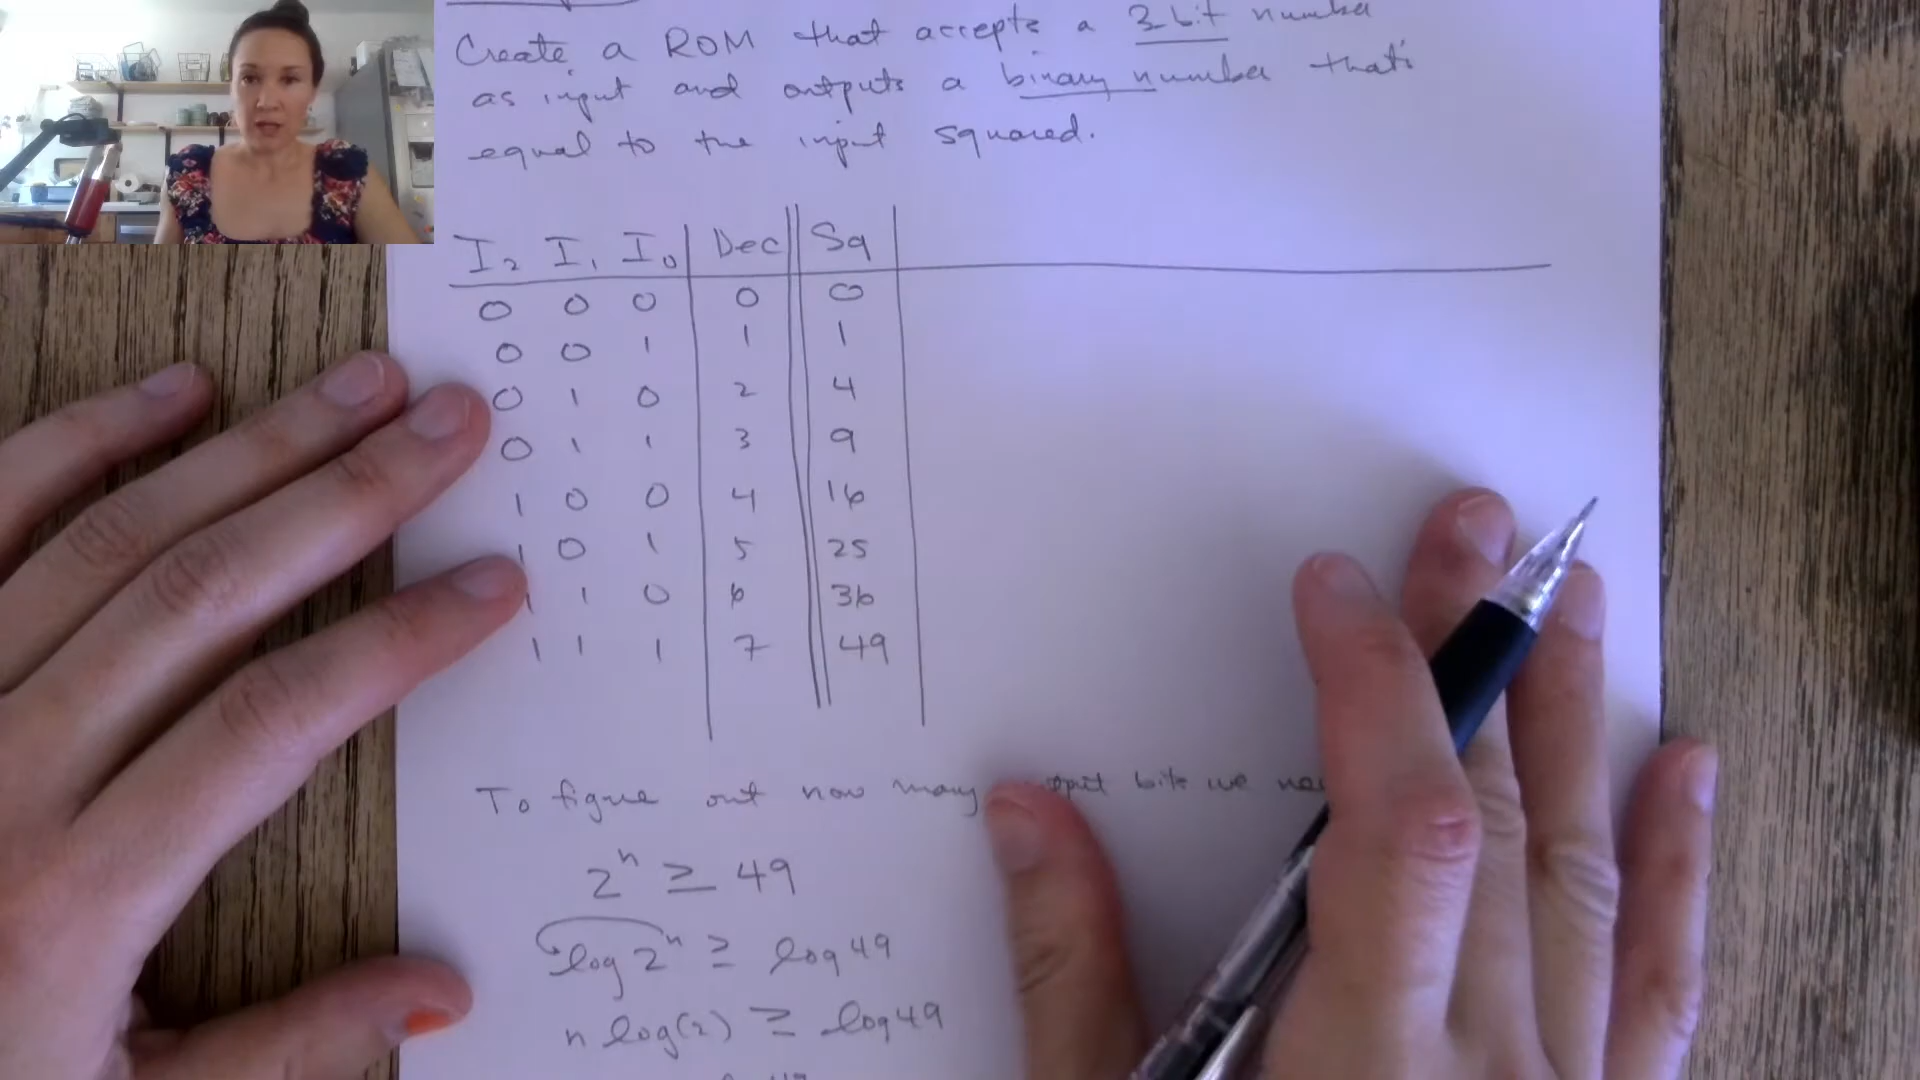 Create a ROM that accepts a 3 bit number
as input and outputs a binary number that's
equal to the input squared.
I₂ I₁ I₀ Dec Sq
0 0 0 0 0
0 0 1 1 1
0 1 0 2 4
0 1 1 3 9
1 0 0 4 16
1 0 1 5 25
1 1 0 6 36
1 1 1 7 49
To figure out how many bits we
2ⁿ ≥ 49
log 2ⁿ ≥ log 49
n log(2) ≥ log 49